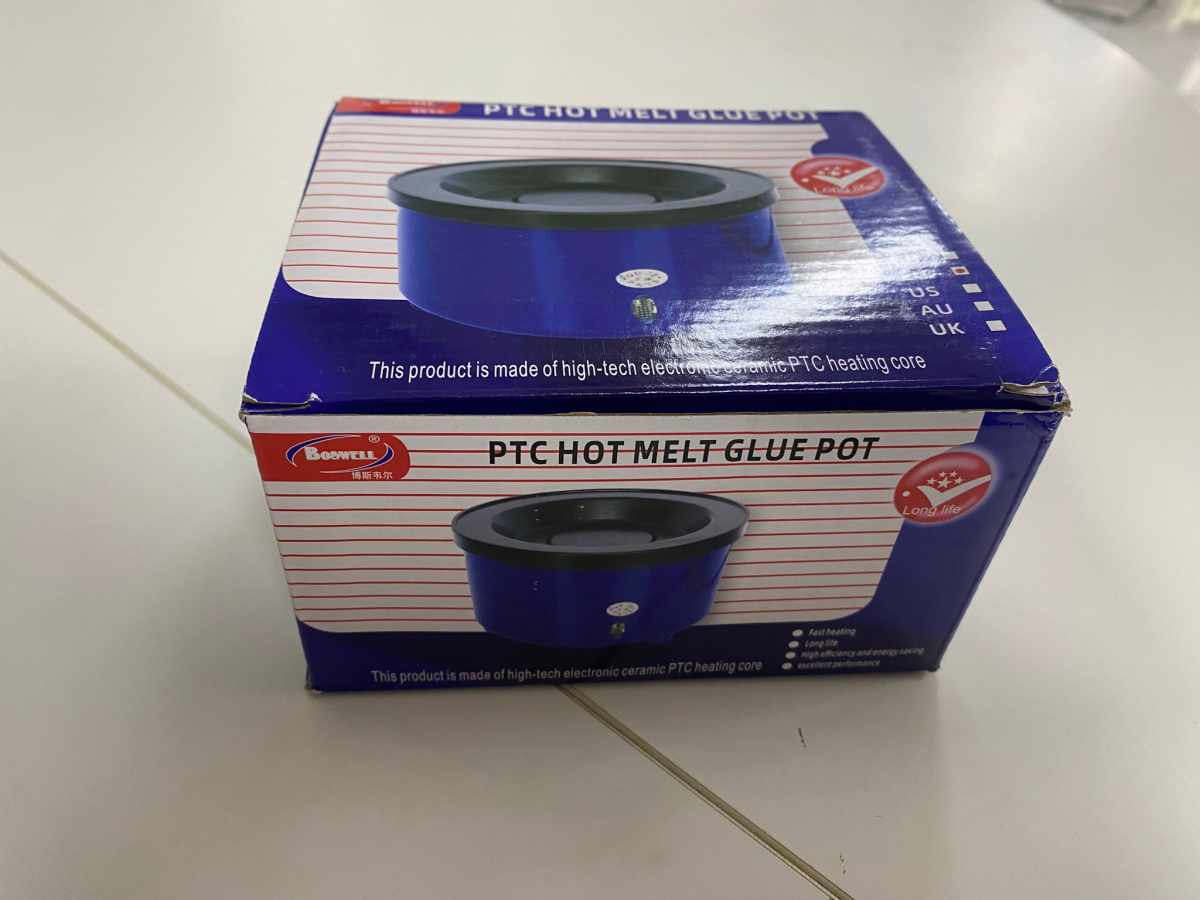 BOSWELL
PTC HOT MELT GLUE POT
Long life
US
AU
UK
This product is made of high-tech electronic ceramic PTC heating core
BOSWELL®
博斯韦尔
PTC HOT MELT GLUE POT
Long life
Fast heating
Long life
High efficiency and energy saving
excellent performance
This product is made of high-tech electronic ceramic PTC heating core